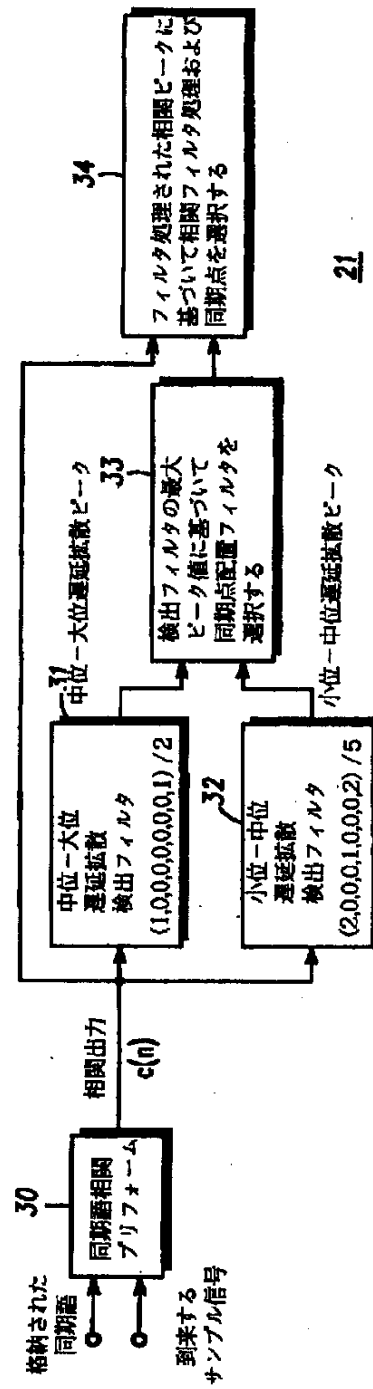 格納された
同期語
到来する
サンプル信号
30
同期語相関
プリフォーム
相関出力
c(n)
31
中位－大位
遅延拡散
検出フィルタ
(1,0,0,0,0,0,0,1)/2
中位－大位遅延拡散ピーク
32
小位－中位
遅延拡散
検出フィルタ
(2,0,0,0,1,0,0,0,2)/5
小位－中位遅延拡散ピーク
33
検出フィルタの最大
ピーク値に基づいて
同期点配置フィルタを
選択する
34
フィルタ処理された相関ピークに
基づいて相関フィルタ処理および
同期点を選択する
21